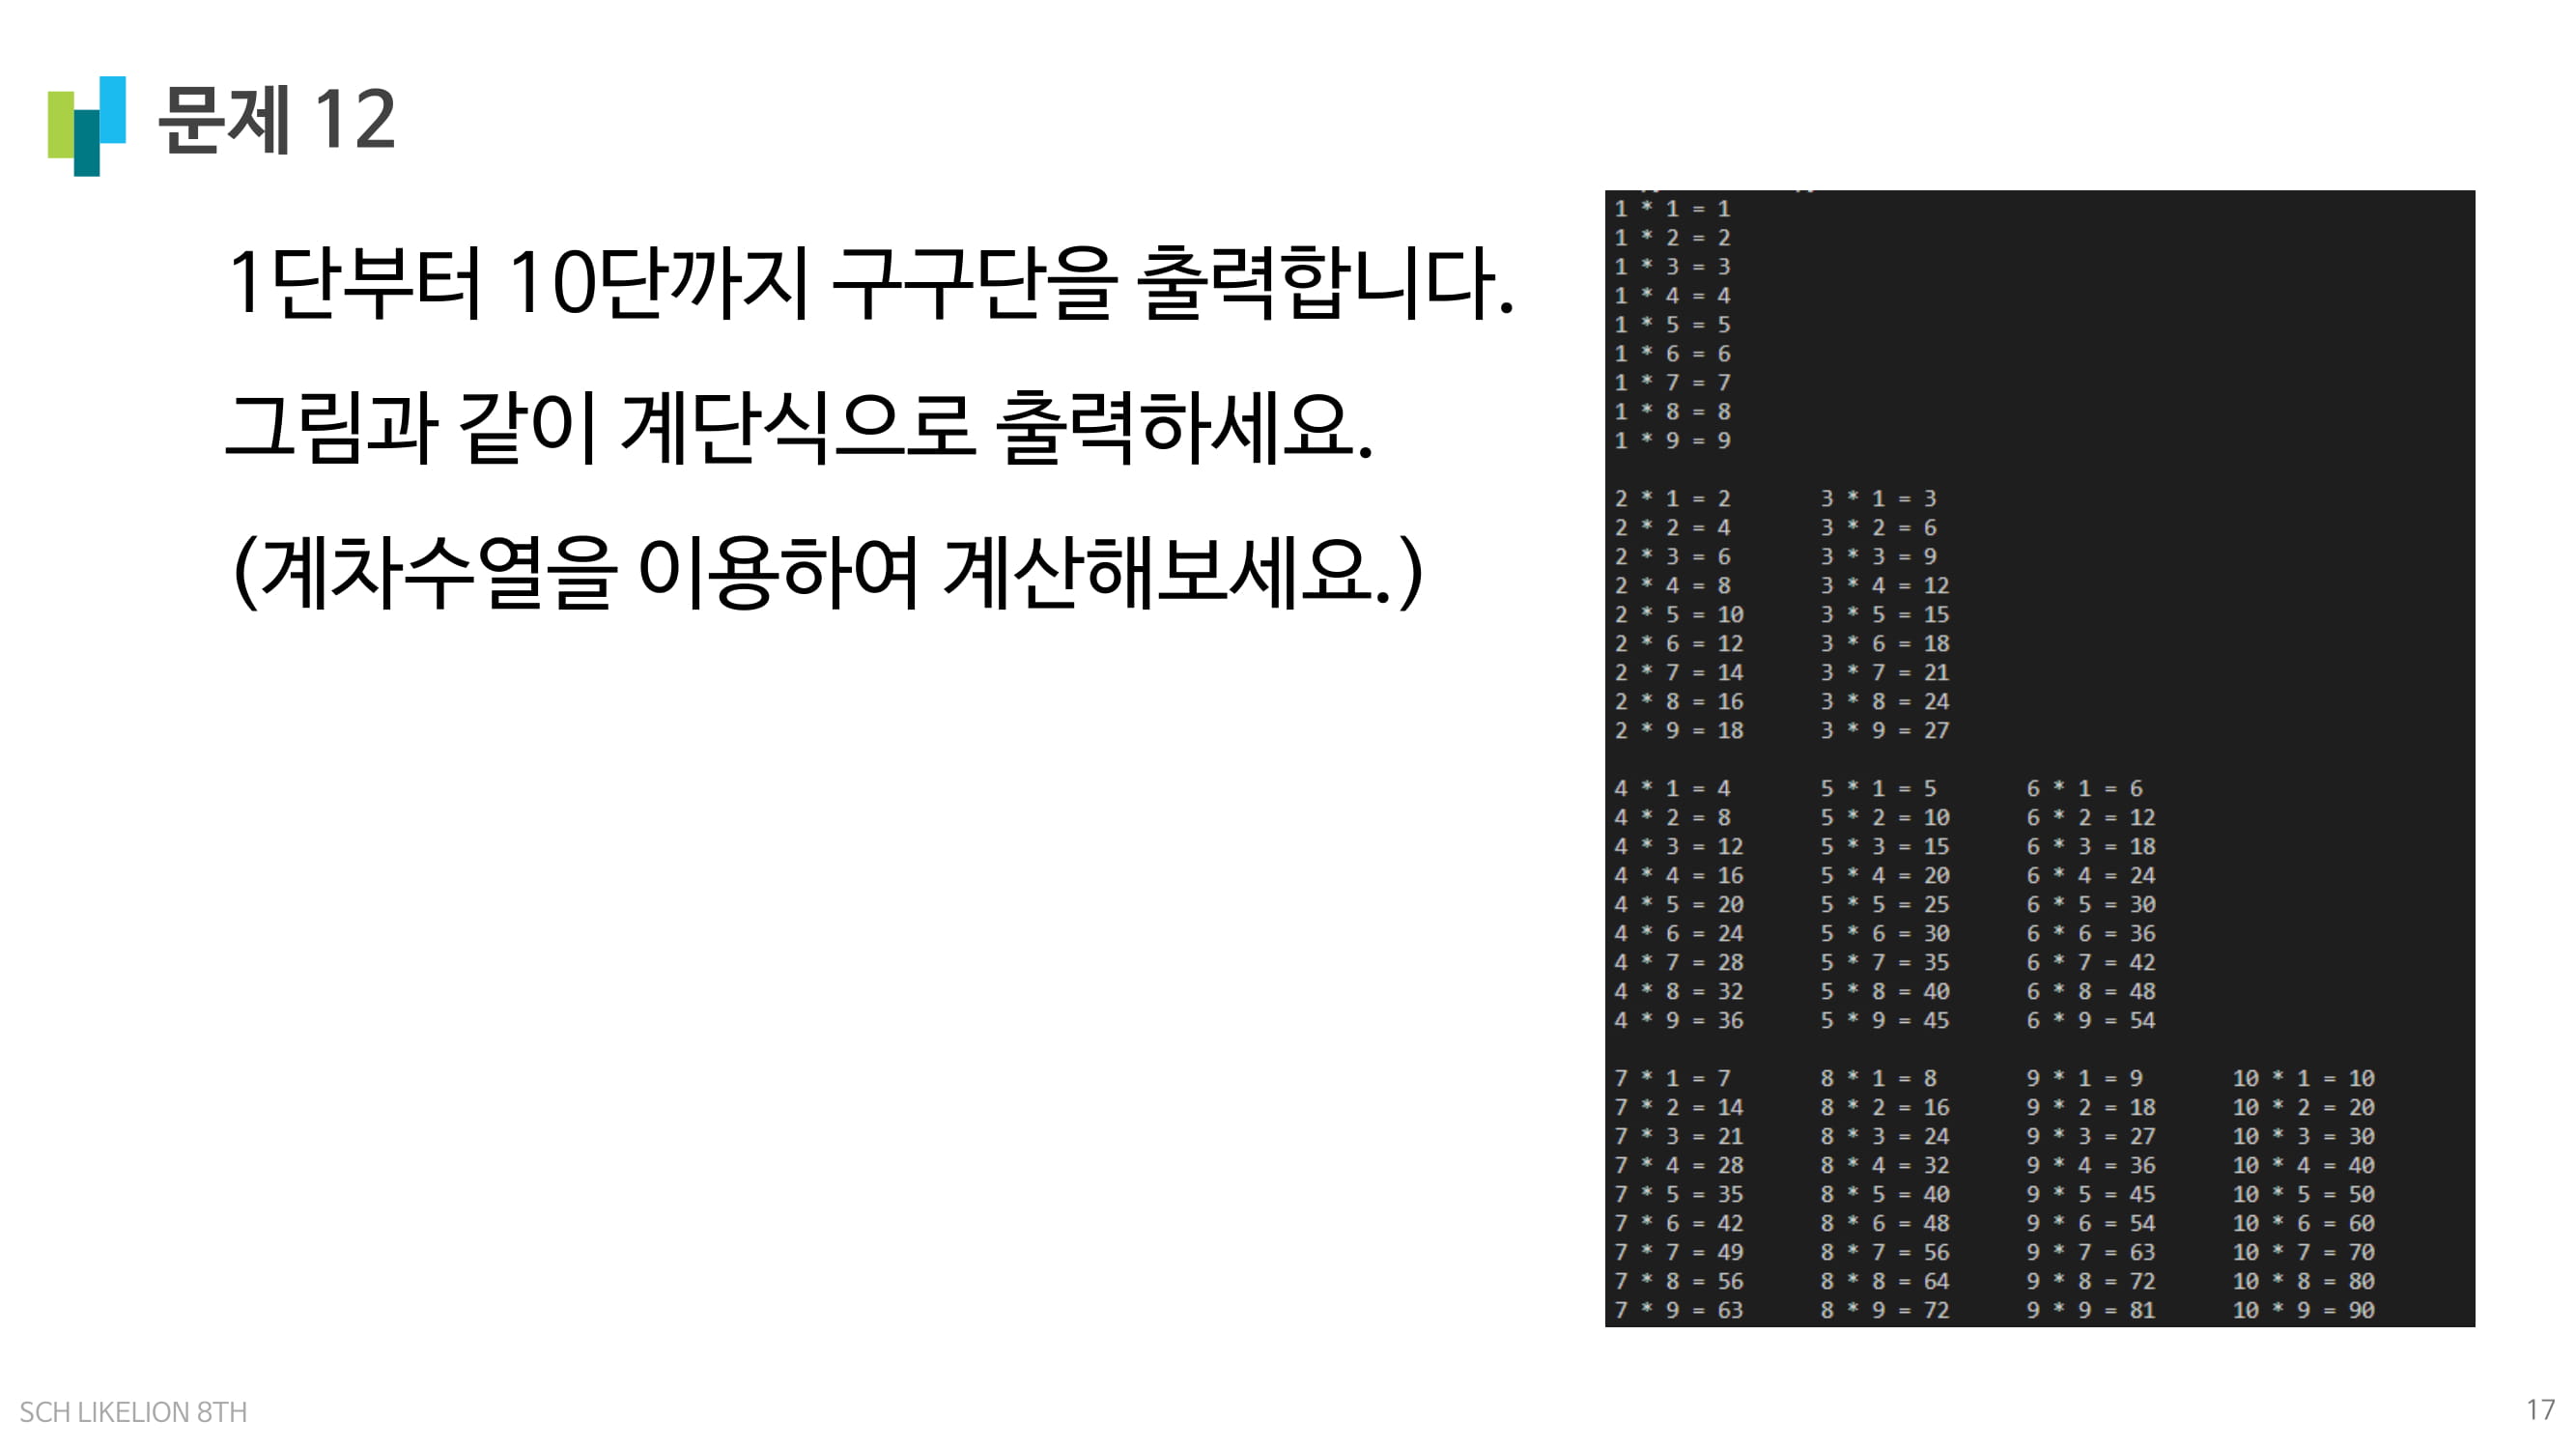 문제 12
1단부터 10단까지 구구단을 출력합니다.
그림과 같이 계단식으로 출력하세요.
(계차수열을 이용하여 계산해보세요.)
1 * 1 = 1
1 * 2 = 2
1 * 3 = 3
1 * 4 = 4
1 * 5 = 5
1 * 6 = 6
1 * 7 = 7
1 * 8 = 8
1 * 9 = 9
2 * 1 = 2 3 * 1 = 3
2 * 2 = 4 3 * 2 = 6
2 * 3 = 6 3 * 3 = 9
2 * 4 = 8 3 * 4 = 12
2 * 5 = 10 3 * 5 = 15
2 * 6 = 12 3 * 6 = 18
2 * 7 = 14 3 * 7 = 21
2 * 8 = 16 3 * 8 = 24
2 * 9 = 18 3 * 9 = 27
4 * 1 = 4 5 * 1 = 5 6 * 1 = 6
4 * 2 = 8 5 * 2 = 10 6 * 2 = 12
4 * 3 = 12 5 * 3 = 15 6 * 3 = 18
4 * 4 = 16 5 * 4 = 20 6 * 4 = 24
4 * 5 = 20 5 * 5 = 25 6 * 5 = 30
4 * 6 = 24 5 * 6 = 30 6 * 6 = 36
4 * 7 = 28 5 * 7 = 35 6 * 7 = 42
4 * 8 = 32 5 * 8 = 40 6 * 8 = 48
4 * 9 = 36 5 * 9 = 45 6 * 9 = 54
7 * 1 = 7 8 * 1 = 8 9 * 1 = 9 10 * 1 = 10
7 * 2 = 14 8 * 2 = 16 9 * 2 = 18 10 * 2 = 20
7 * 3 = 21 8 * 3 = 24 9 * 3 = 27 10 * 3 = 30
7 * 4 = 28 8 * 4 = 32 9 * 4 = 36 10 * 4 = 40
7 * 5 = 35 8 * 5 = 40 9 * 5 = 45 10 * 5 = 50
7 * 6 = 42 8 * 6 = 48 9 * 6 = 54 10 * 6 = 60
7 * 7 = 49 8 * 7 = 56 9 * 7 = 63 10 * 7 = 70
7 * 8 = 56 8 * 8 = 64 9 * 8 = 72 10 * 8 = 80
7 * 9 = 63 8 * 9 = 72 9 * 9 = 81 10 * 9 = 90
SCH LIKELION 8TH
17